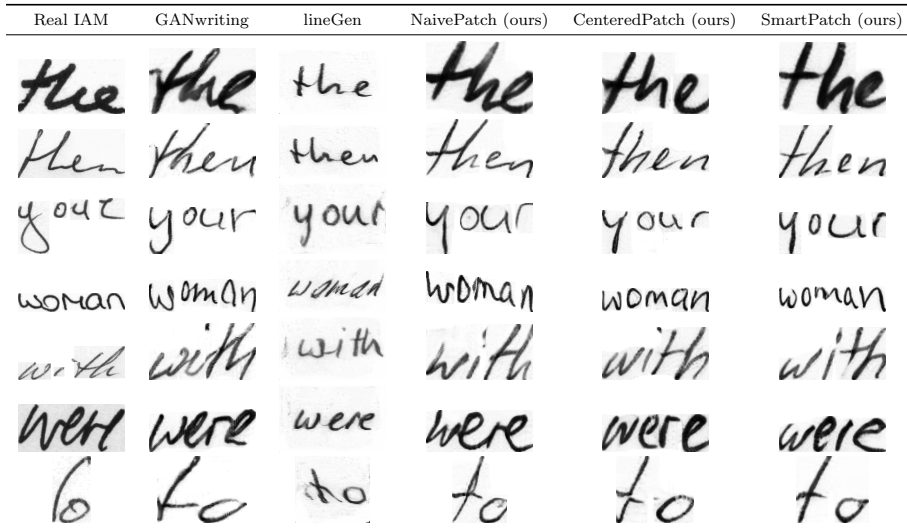 Real IAM GANwriting lineGen NaivePatch (ours) CenteredPatch (ours) SmartPatch (ours)
the the the the the the
then then then then then then
your your your your your your
woman woman woman woman woman woman
with with with with with with
were were were were were were
to to to to to to